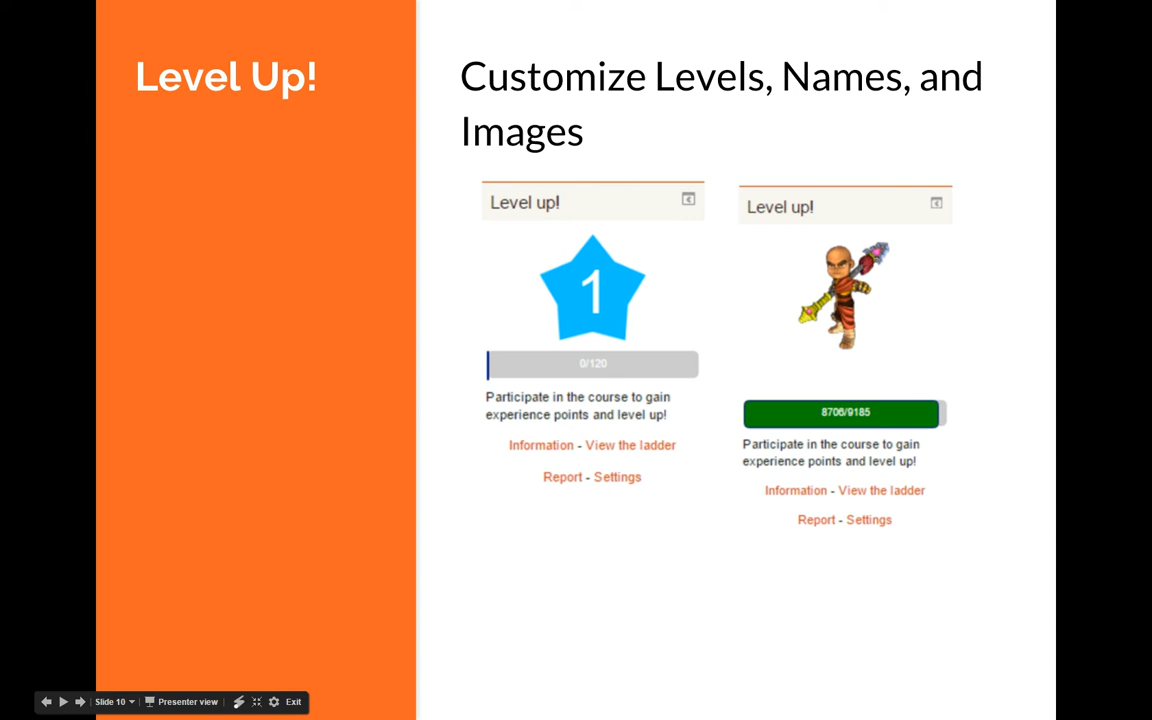 Level Up!
Customize Levels, Names, and
Images
Level up!
1
0/120
Participate in the course to gain
experience points and level up!
Information - View the ladder
Report - Settings
Level up!
8706/9185
Participate in the course to gain
experience points and level up!
Information - View the ladder
Report - Settings
Slide 10
Presenter view
Exit